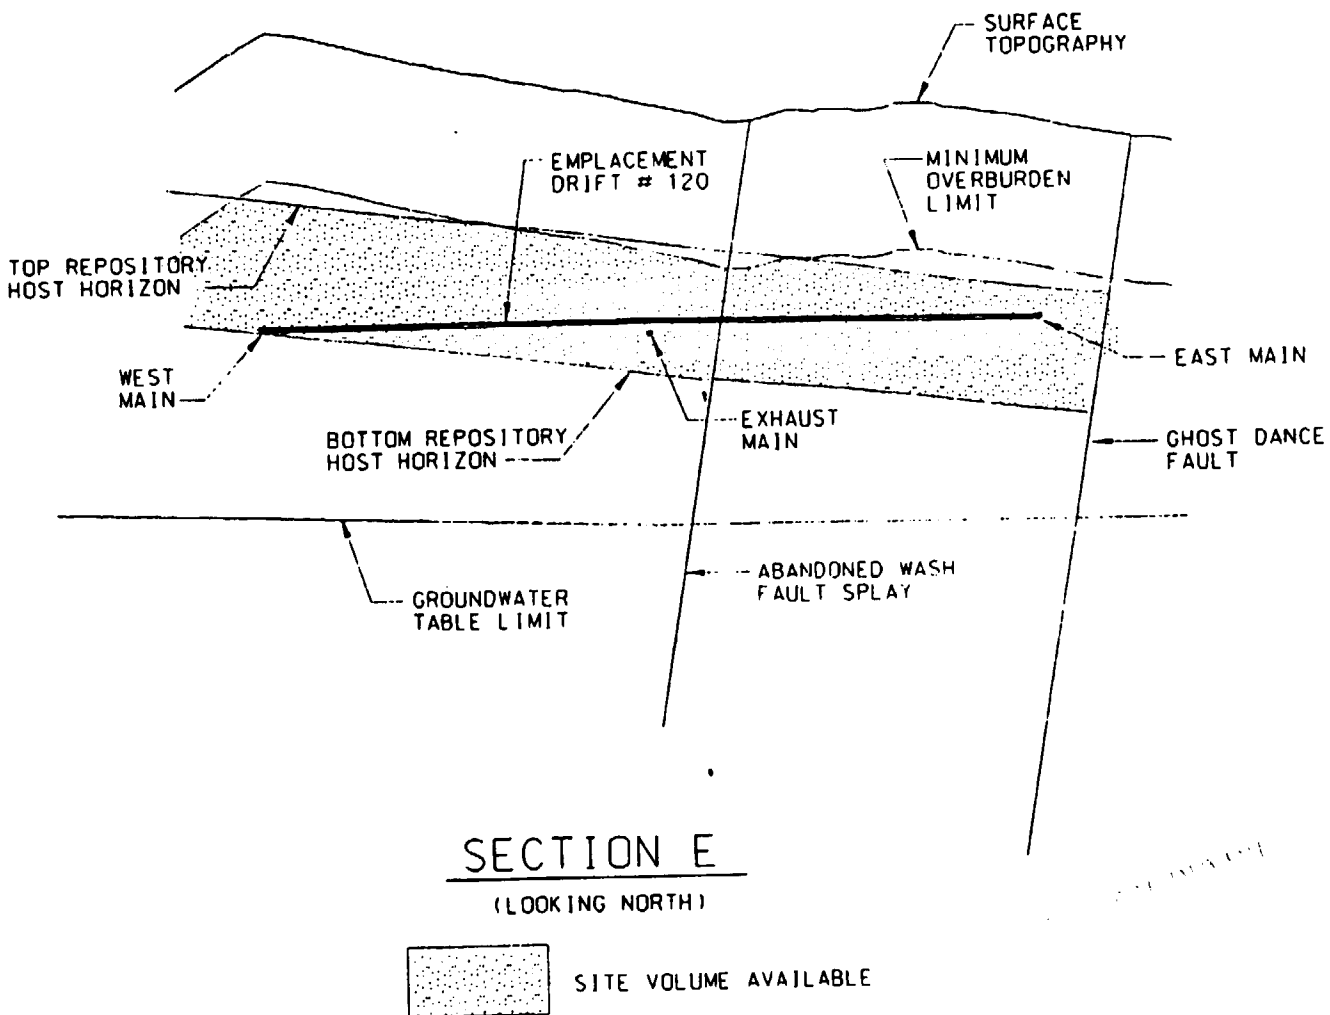 SURFACE
TOPOGRAPHY
EMPLACEMENT
DRIFT # 120
MINIMUM
OVERBURDEN
LIMIT
TOP REPOSITORY
HOST HORIZON
WEST
MAIN
EAST MAIN
BOTTOM REPOSITORY
HOST HORIZON
EXHAUST
MAIN
GHOST DANCE
FAULT
ABANDONED WASH
FAULT SPLAY
GROUNDWATER
TABLE LIMIT
SECTION E
(LOOKING NORTH)
SITE VOLUME AVAILABLE